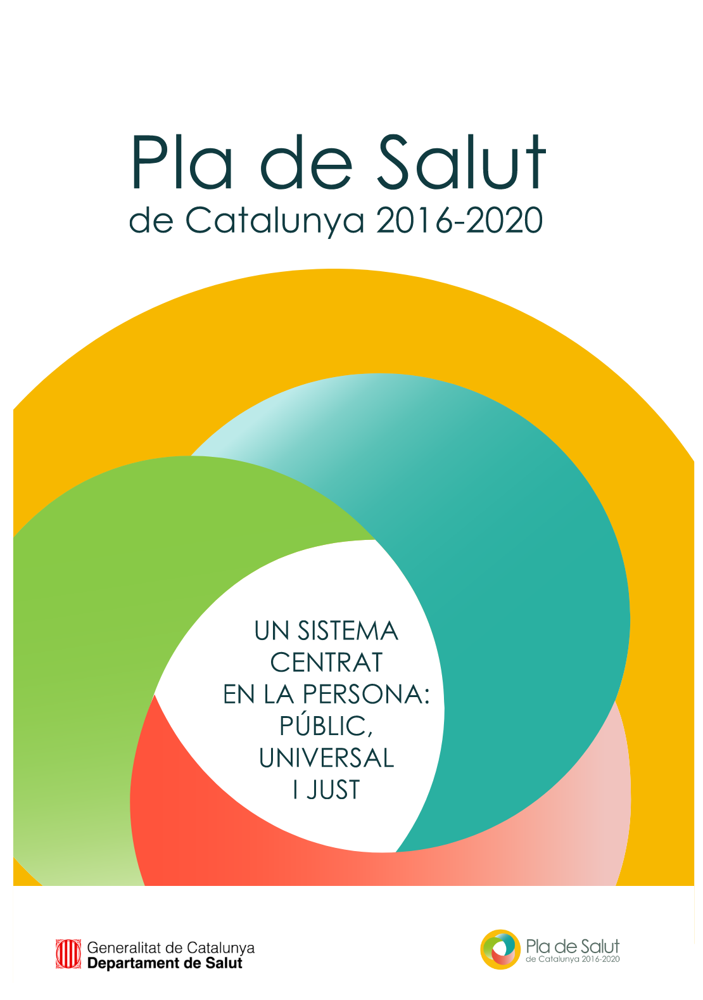 Pla de Salut
de Catalunya 2016-2020
UN SISTEMA
CENTRAT
EN LA PERSONA:
PÚBLIC,
UNIVERSAL
I JUST
Generalitat de Catalunya
Departament de Salut
Pla de Salut
de Catalunya 2016-2020